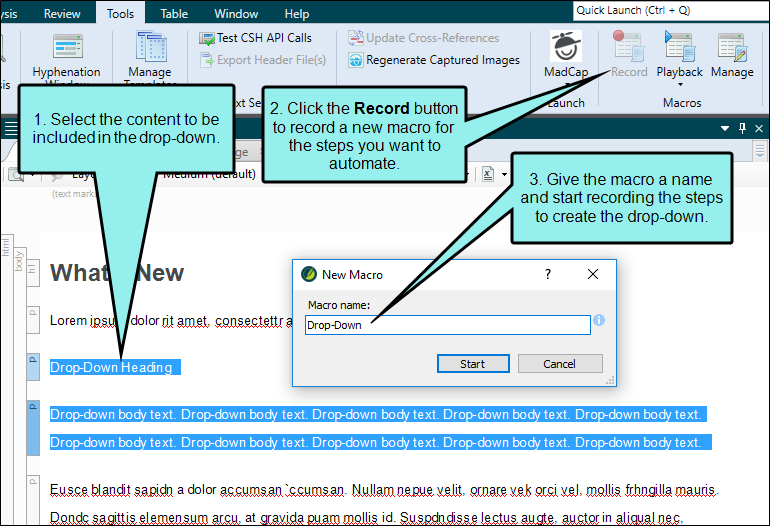 ysis Review Tools Table Window Help Quick Launch (Ctrl + Q)
Test CSH API Calls Update Cross-References
Hyphenation Manage Export Header File(s) Regenerate Captured Images MadCap Record Playback Manage
Window Templates
Macros
1. Select the content to be
included in the drop-down.
2. Click the Record button
to record a new macro for
the steps you want to
automate.
3. Give the macro a name
and start recording the steps
to create the drop-down.
Medium (default)
(text mark
html
body
h1
New
p
Lorem ipsu dolor rit amet, consectettr a
New Macro ?
Macro name:
Drop-Down
Start Cancel
p
Drop-Down Heading
p
Drop-down body text. Drop-down body text. Drop-down body text. Drop-down body text. Drop-down body text.
Drop-down body text. Drop-down body text. Drop-down body text. Drop-down body text. Drop-down body text.
p
Eusce blandit sapidn a dolor accumsan `ccumsan. Nullam nepue velit, ornare vek orci vel, mollis frhngilla mauris.
Dondc sagittis elemensum arcu, at gravida puam mollis id. Suspdndisse lectus augte, auctor in aliqual nec,